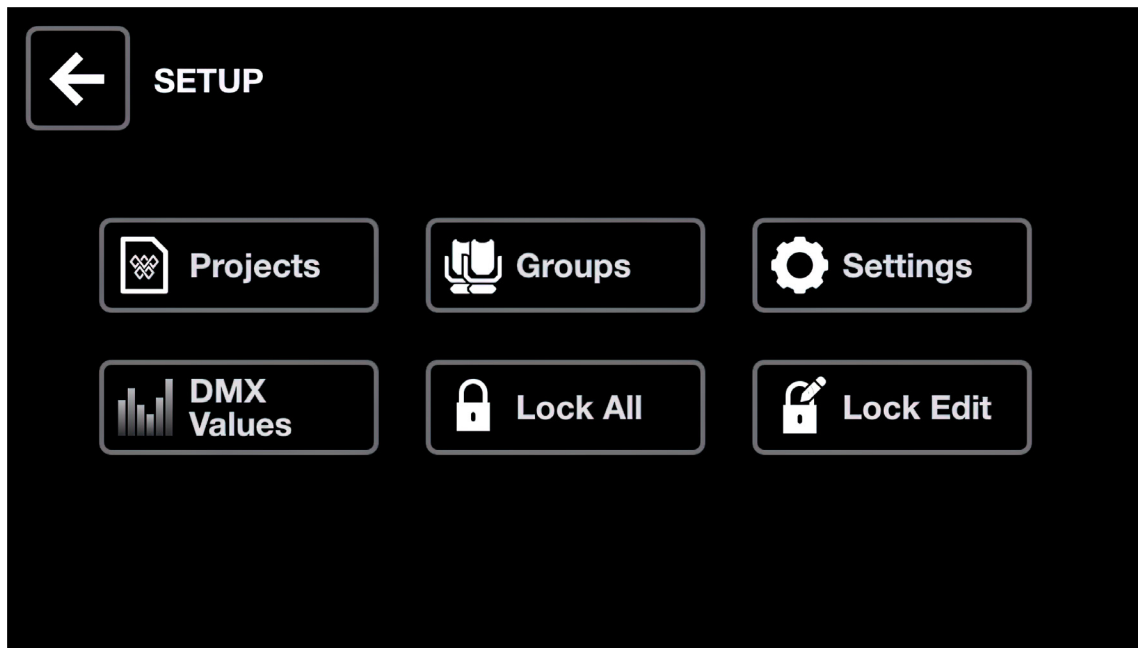 SETUP
Projects
Groups
Settings
DMX
Values
Lock All
Lock Edit